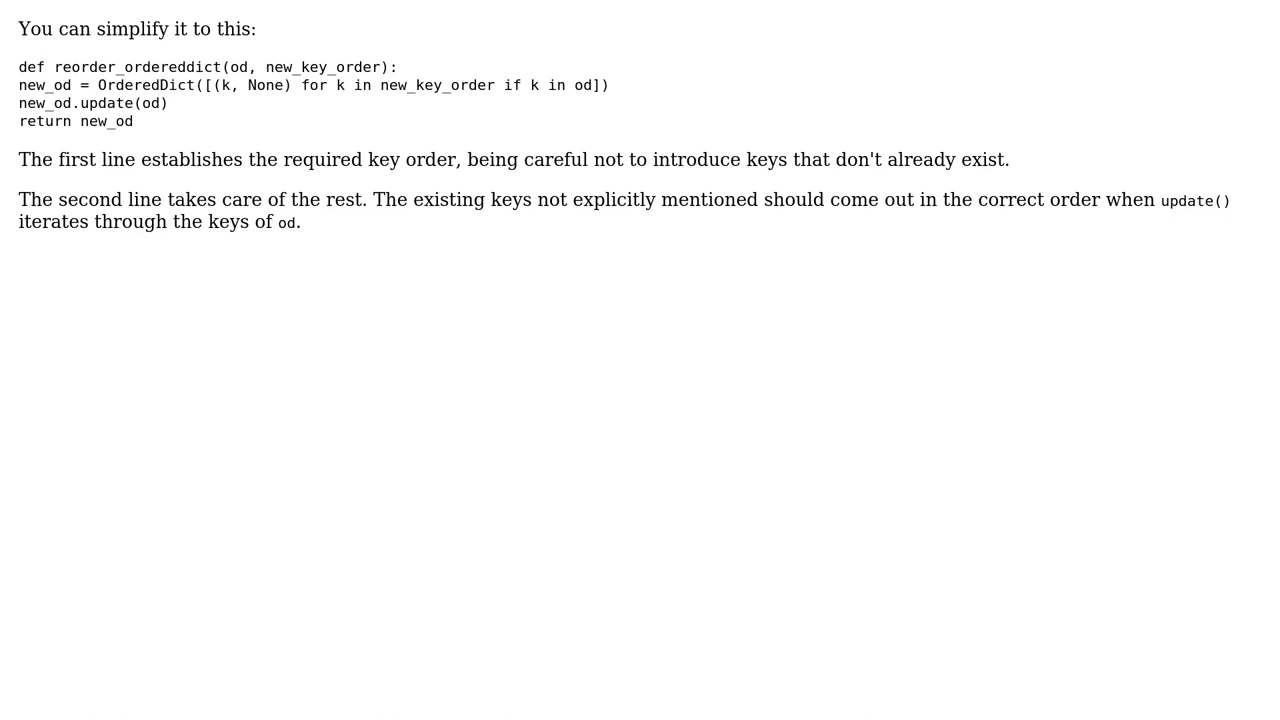 You can simplify it to this:
def reorder_ordereddict(od, new_key_order):
new_od = OrderedDict([(k, None) for k in new_key_order if k in od])
new_od.update(od)
return new_od
The first line establishes the required key order, being careful not to introduce keys that don't already exist.
The second line takes care of the rest. The existing keys not explicitly mentioned should come out in the correct order when update()
iterates through the keys of od.